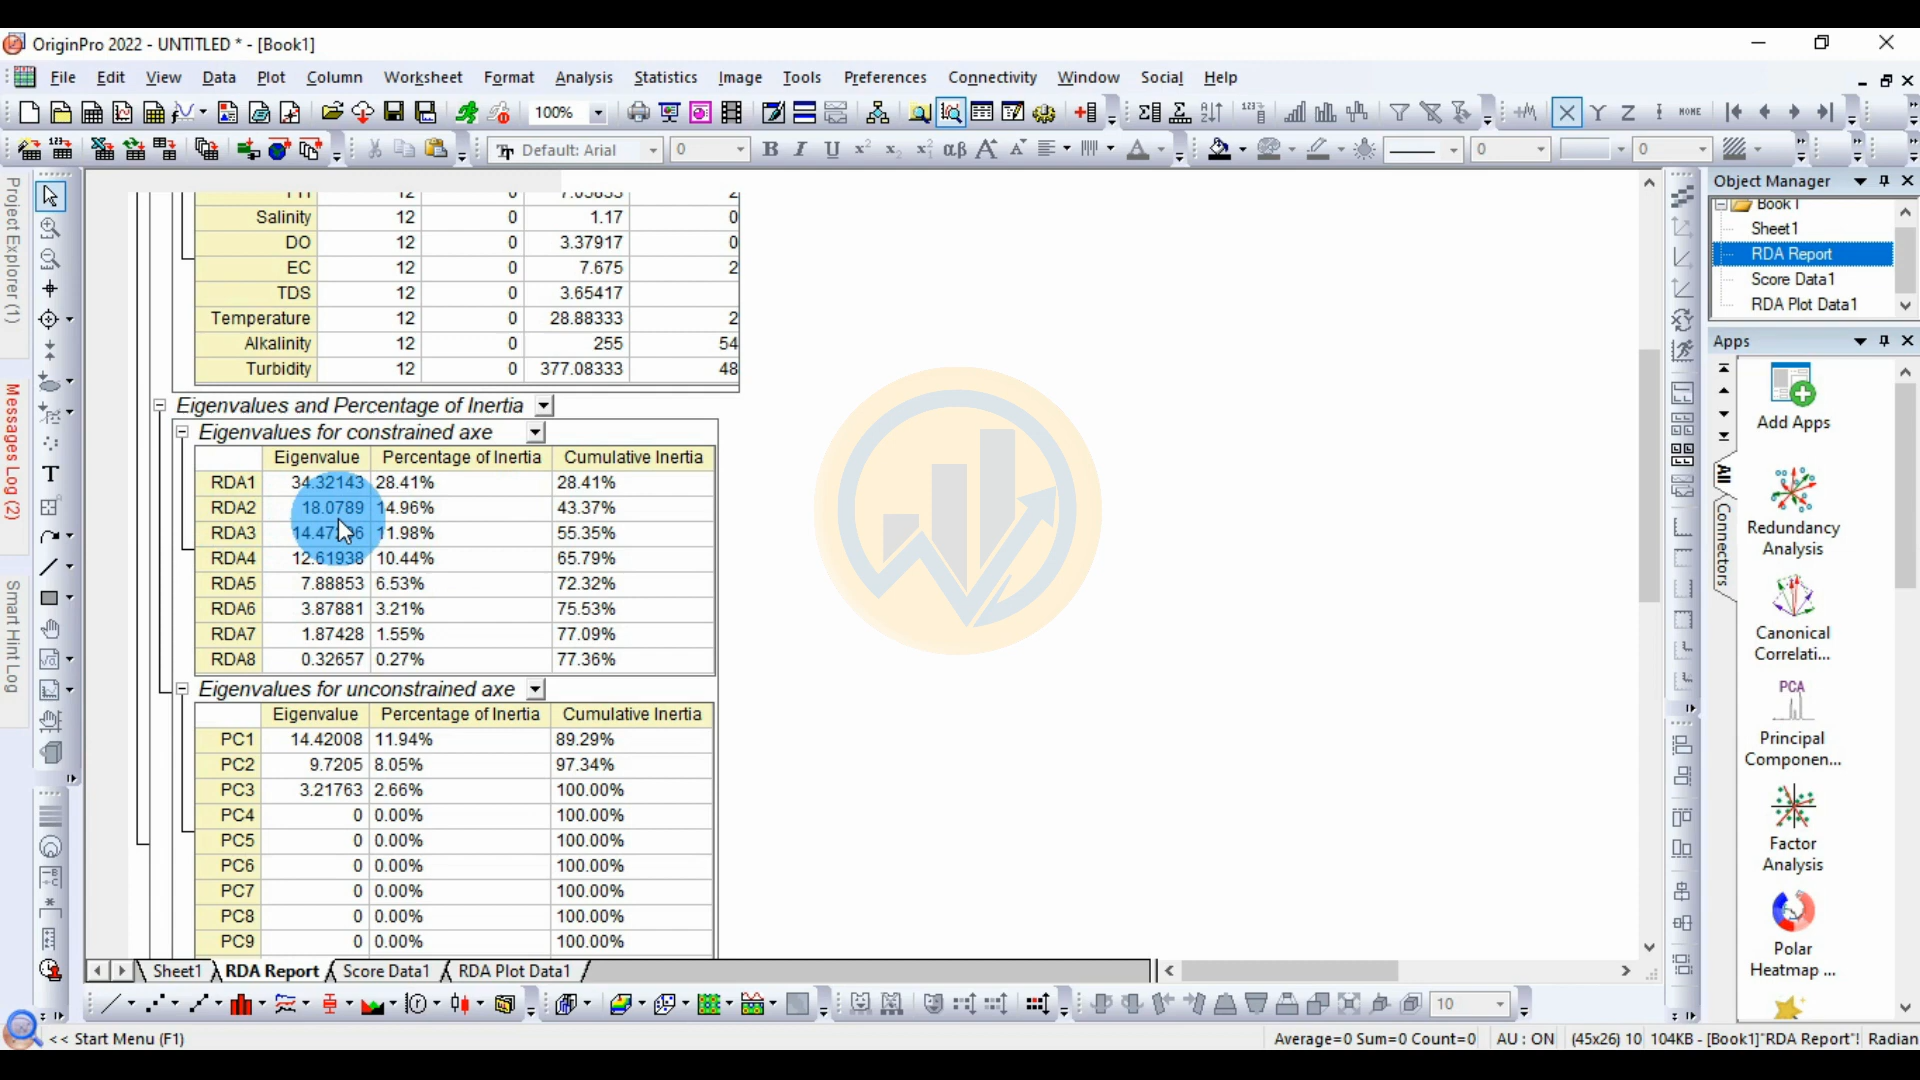 OriginPro 2022 - UNTITLED * - [Book1]
File Edit View Data Plot Column Worksheet Format Analysis Statistics Image Tools Preferences Connectivity Window Social Help
100% X Y Z HOME
Default: Arial 0 B I U αβ A 0 0
Project Explorer (1)
Messages Log (2)
Smart Hint Log
Salinity 12 0 1.17 0
DO 12 0 3.37917 0
EC 12 0 7.675 2
TDS 12 0 3.65417
Temperature 12 0 28.88333 2
Alkalinity 12 0 255 54
Turbidity 12 0 377.08333 48
Eigenvalues and Percentage of Inertia
Eigenvalues for constrained axe
Eigenvalue Percentage of Inertia Cumulative Inertia
RDA1 34.32143 28.41% 28.41%
RDA2 18.0789 14.96% 43.37%
RDA3 11.98% 55.35%
RDA4 12.61938 10.44% 65.79%
RDA5 7.88853 6.53% 72.32%
RDA6 3.87881 3.21% 75.53%
RDA7 1.87428 1.55% 77.09%
RDA8 0.32657 0.27% 77.36%
Eigenvalues for unconstrained axe
Eigenvalue Percentage of Inertia Cumulative Inertia
PC1 14.42008 11.94% 89.29%
PC2 9.7205 8.05% 97.34%
PC3 3.21763 2.66% 100.00%
PC4 0 0.00% 100.00%
PC5 0 0.00% 100.00%
PC6 0 0.00% 100.00%
PC7 0 0.00% 100.00%
PC8 0 0.00% 100.00%
PC9 0 0.00% 100.00%
Sheet1 RDA Report Score Data1 RDA Plot Data1
Object Manager
Book1
Sheet1
RDA Report
Score Data1
RDA Plot Data1
Apps
All
Connectors
Add Apps
Redundancy
Analysis
Canonical
Correlati...
PCA
Principal
Componen...
Factor
Analysis
Polar
Heatmap ...
10
<< Start Menu (F1)
Average=0 Sum=0 Count=0 AU : ON (45x26) 10 104KB - [Book1]"RDA Report"! Radian